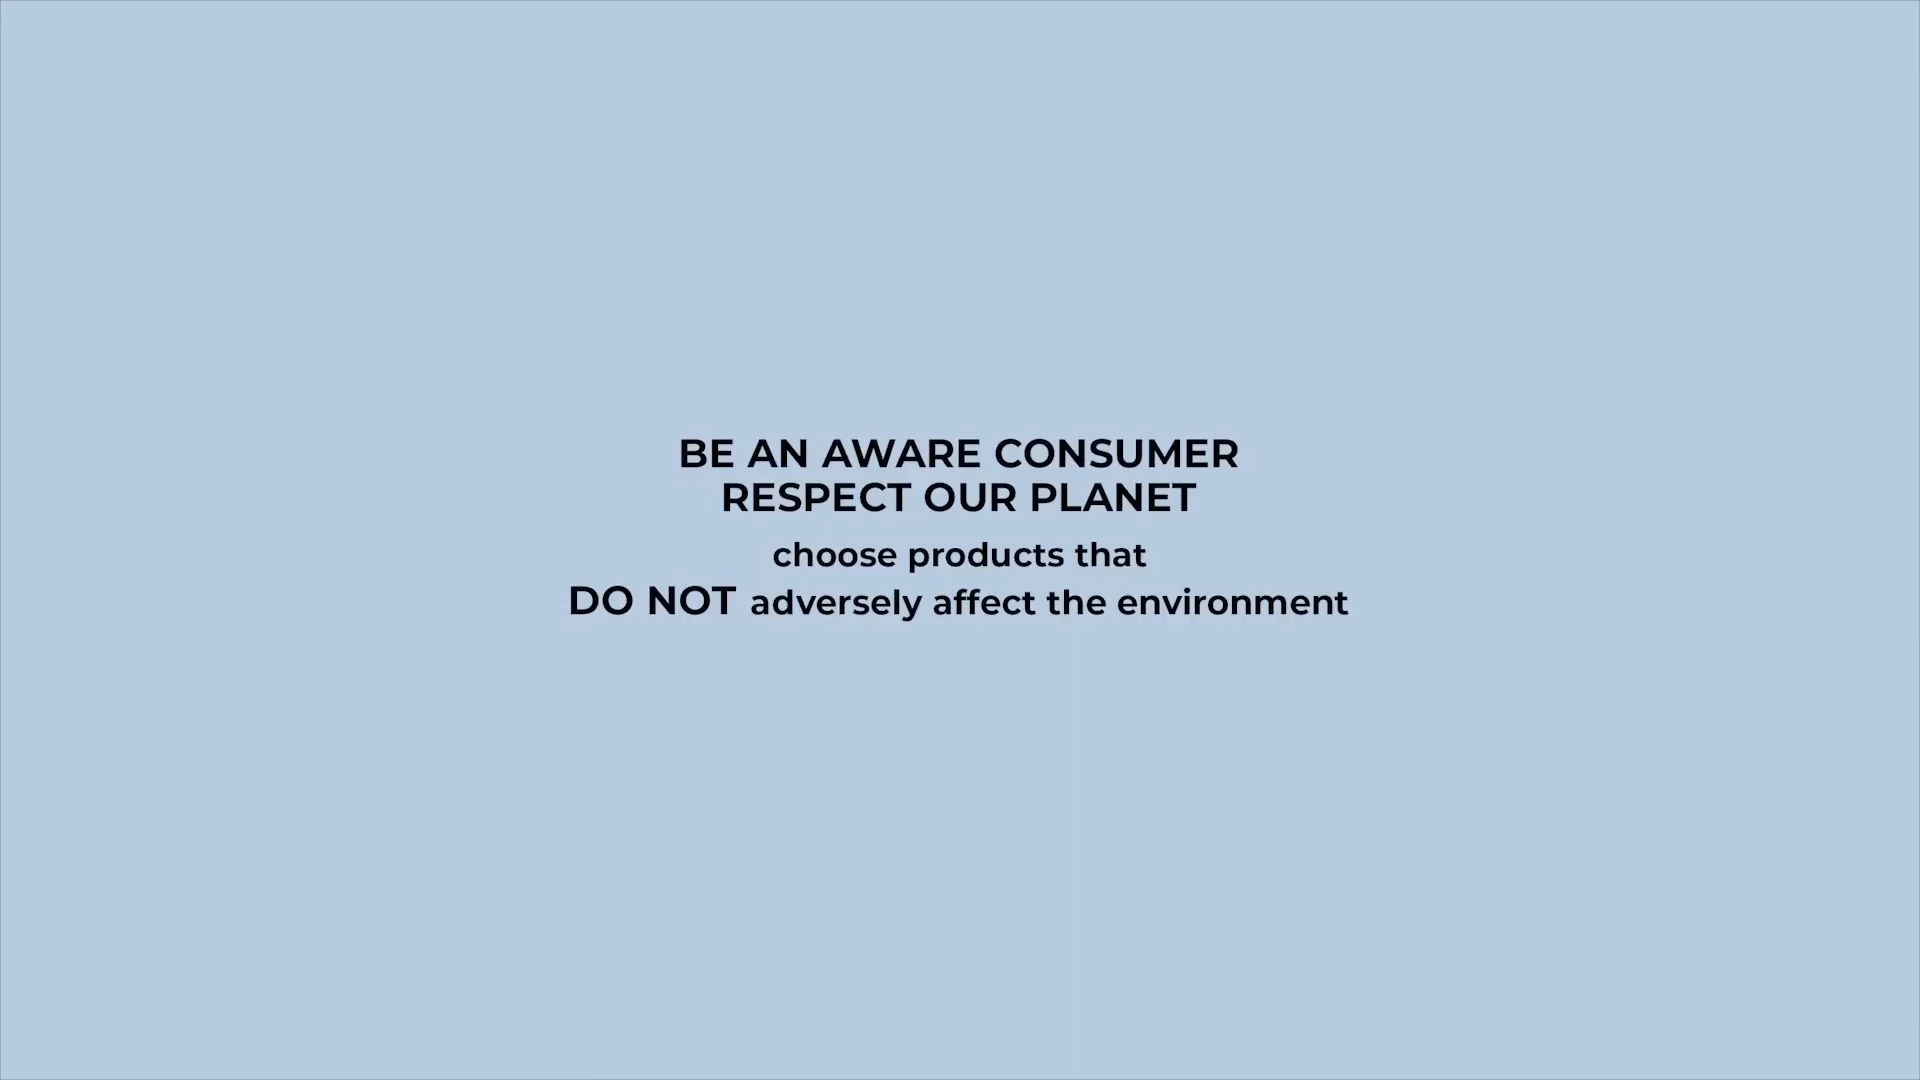 BE AN AWARE CONSUMER
RESPECT OUR PLANET
choose products that
DO NOT adversely affect the environment